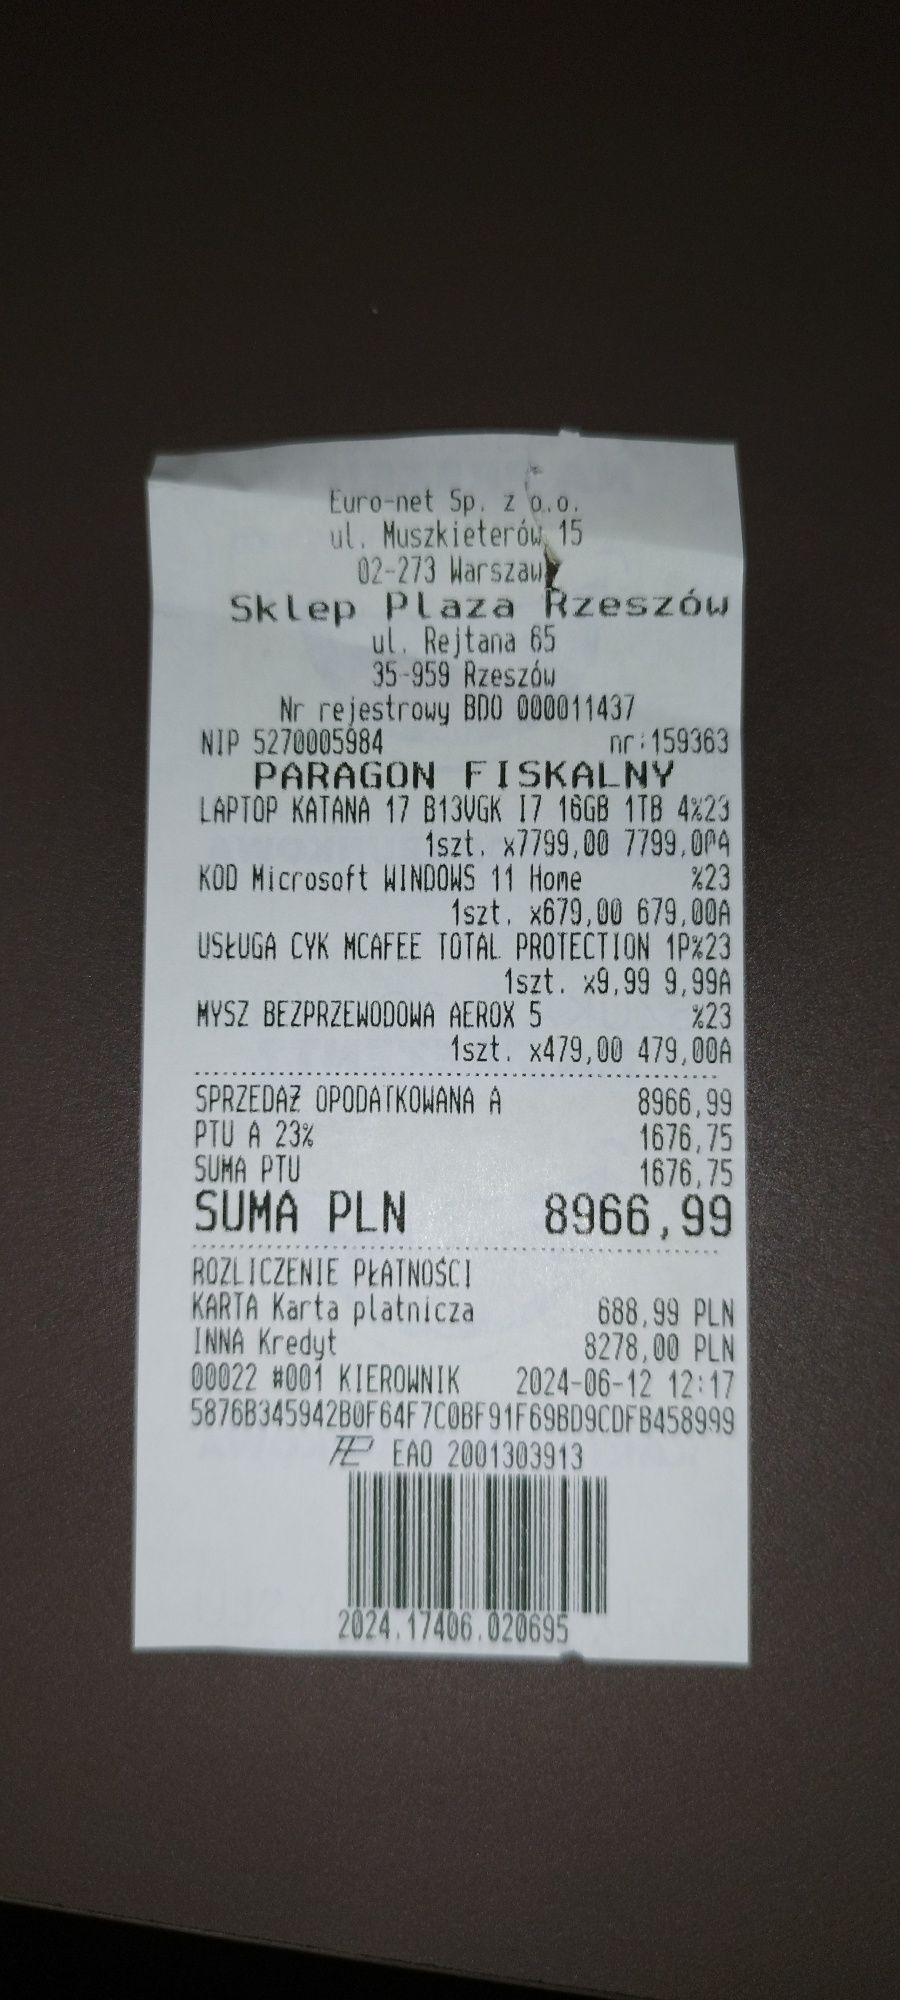 Euro-net Sp. z o.o.
ul. Muszkieterów 15
02-273 Warszaw
Sklep Plaza Rzeszów
ul. Rejtana 65
35-959 Rzeszów
Nr rejestrowy BDO 000011437
NIP 5270005984 nr:159363
PARAGON FISKALNY
LAPTOP KATANA 17 B13VGK I7 16GB 1TB 4%23
1szt. x7799,00 7799,00A
KOD Microsoft WINDOWS 11 Home %23
1szt. x679,00 679,00A
USŁUGA CYK MCAFEE TOTAL PROTECTION 1P%23
1szt. x9,99 9,99A
MYSZ BEZPRZEWODOWA AEROX 5 %23
1szt. x479,00 479,00A
SPRZEDAŻ OPODATKOWANA A 8966,99
PTU A 23% 1676,75
SUMA PTU 1676,75
SUMA PLN 8966,99
ROZLICZENIE PŁATNOŚCI
KARTA Karta platnicza 688,99 PLN
INNA Kredyt 8278,00 PLN
00022 #001 KIEROWNIK 2024-06-12 12:17
5876B345942B0F64F7C0BF91F69BD9CDFB458999
EAO 2001303913
2024.17406.020695